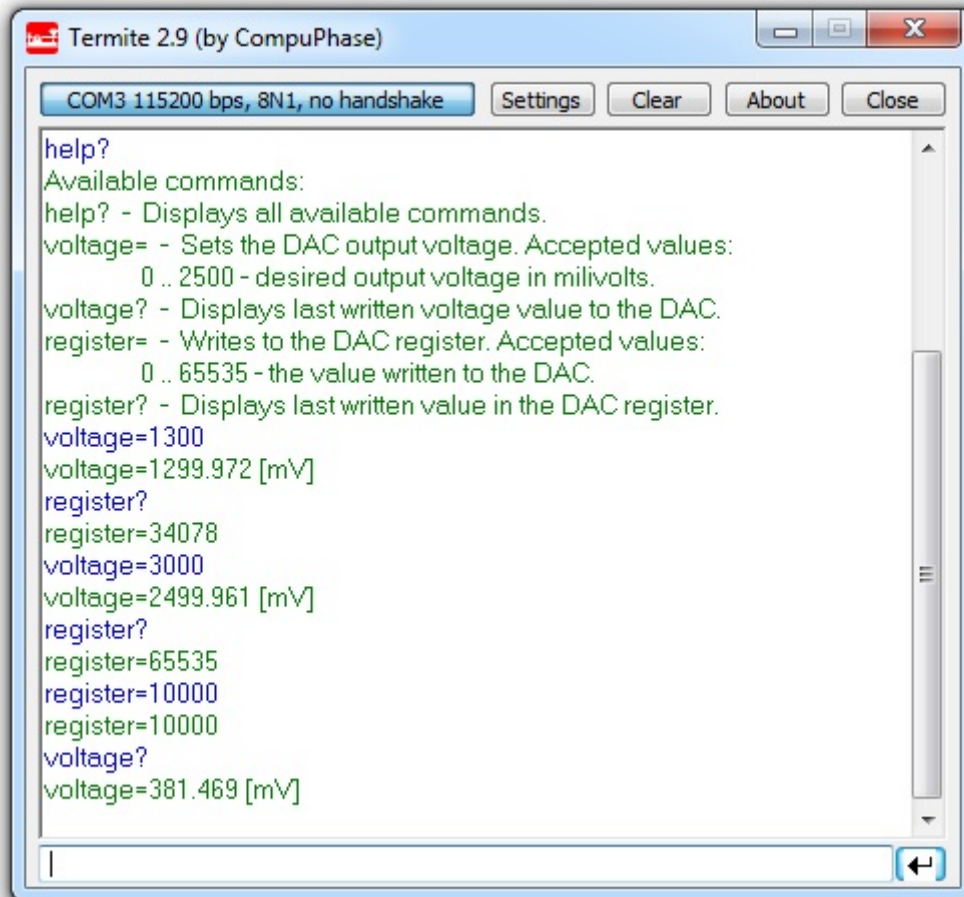 Termite 2.9 (by CompuPhase)
COM3 115200 bps, 8N1, no handshake Settings Clear About Close
help?
Available commands:
help? - Displays all available commands.
voltage= - Sets the DAC output voltage. Accepted values:
0 .. 2500 - desired output voltage in milivolts.
voltage? - Displays last written voltage value to the DAC.
register= - Writes to the DAC register. Accepted values:
0 .. 65535 - the value written to the DAC.
register? - Displays last written value in the DAC register.
voltage=1300
voltage=1299.972 [mV]
register?
register=34078
voltage=3000
voltage=2499.961 [mV]
register?
register=65535
register=10000
register=10000
voltage?
voltage=381.469 [mV]